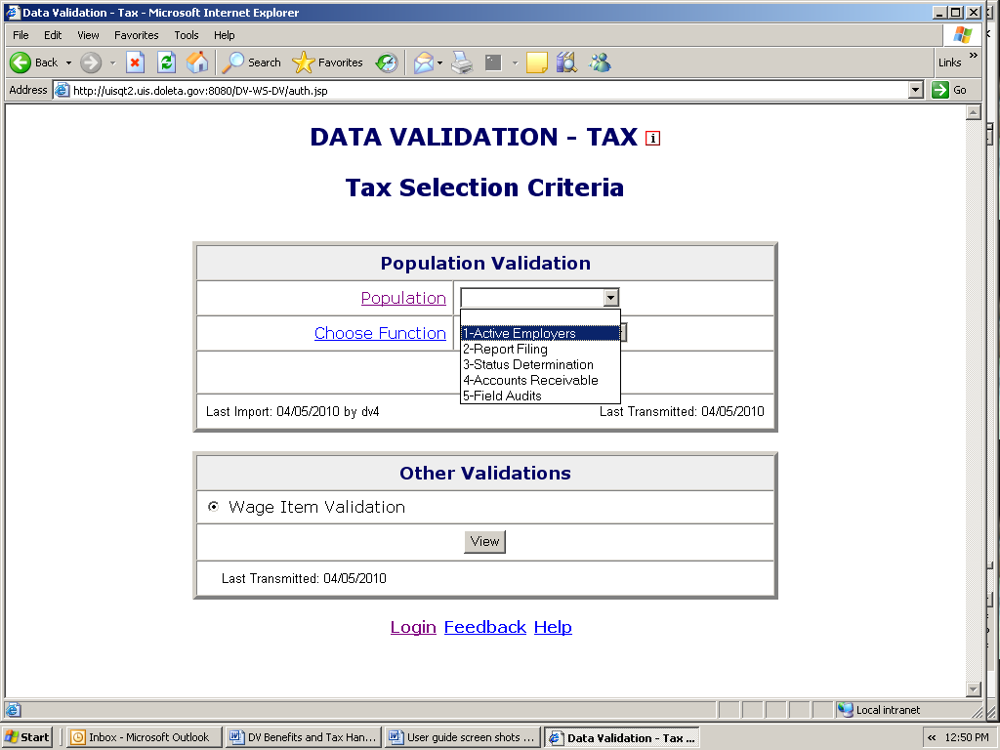 Data Validation - Tax - Microsoft Internet Explorer
File Edit View Favorites Tools Help
Back Search Favorites Links »
Address http://uisqt2.uis.doleta.gov:8080/DV-WS-DV/auth.jsp Go
DATA VALIDATION - TAX i
Tax Selection Criteria
Population Validation
Population
Choose Function
1-Active Employers
2-Report Filing
3-Status Determination
4-Accounts Receivable
5-Field Audits
Last Import: 04/05/2010 by dv4 Last Transmitted: 04/05/2010
Other Validations
Wage Item Validation
View
Last Transmitted: 04/05/2010
Login Feedback Help
Local intranet
Start Inbox - Microsoft Outlook DV Benefits and Tax Han... User guide screen shots ... Data Validation - Tax ... « 12:50 PM